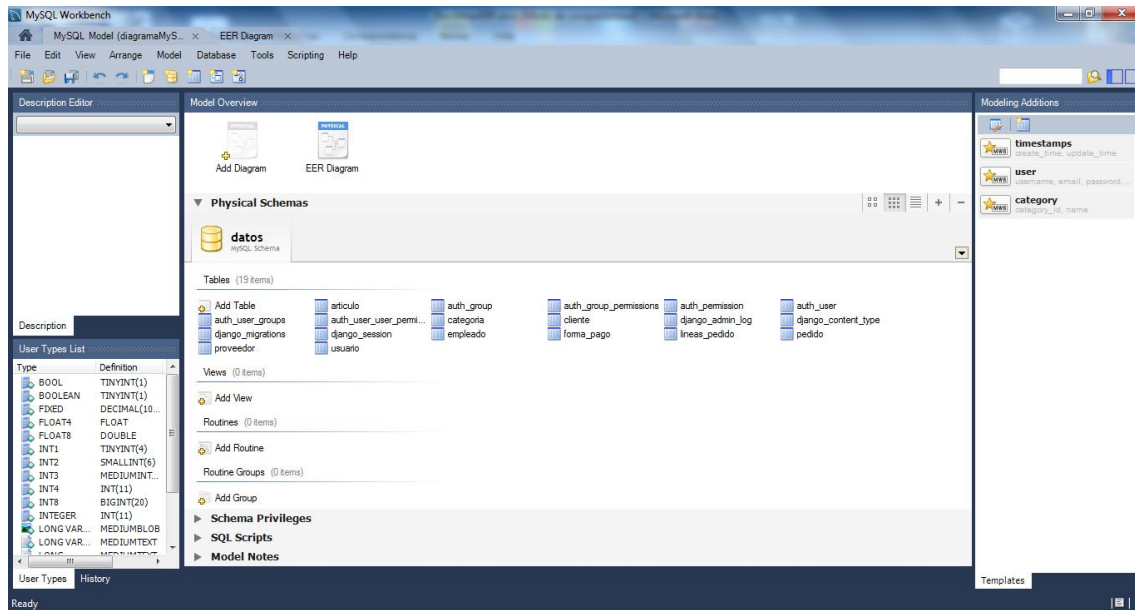 MySQL Workbench
MySQL Model (diagramaMyS... × EER Diagram ×
File Edit View Arrange Model Database Tools Scripting Help
Description Editor
Description
User Types List
Type Definition
BOOL TINYINT(1)
BOOLEAN TINYINT(1)
FIXED DECIMAL(10...
FLOAT4 FLOAT
FLOAT8 DOUBLE
INT1 TINYINT(4)
INT2 SMALLINT(6)
INT3 MEDIUMINT...
INT4 INT(11)
INT8 BIGINT(20)
INTEGER INT(11)
LONG VAR... MEDIUMBLOB
LONG VAR... MEDIUMTEXT
LONG MEDIUMTEXT
User Types History
Model Overview
PHYSICAL PHYSICAL
Add Diagram EER Diagram
Physical Schemas
datos
MySQL Schema
Tables (19 items)
Add Table articulo auth_group auth_group_permissions auth_permission auth_user
auth_user_groups auth_user_user_permi... categoria cliente django_admin_log django_content_type
django_migrations django_session empleado forma_pago lineas_pedido pedido
proveedor usuario
Views (0 items)
Add View
Routines (0 items)
Add Routine
Routine Groups (0 items)
Add Group
Schema Privileges
SQL Scripts
Model Notes
Modeling Additions
MWB timestamps
create_time, update_time
MWB user
username, email, password,...
MWB category
category_id, name
Templates
Ready